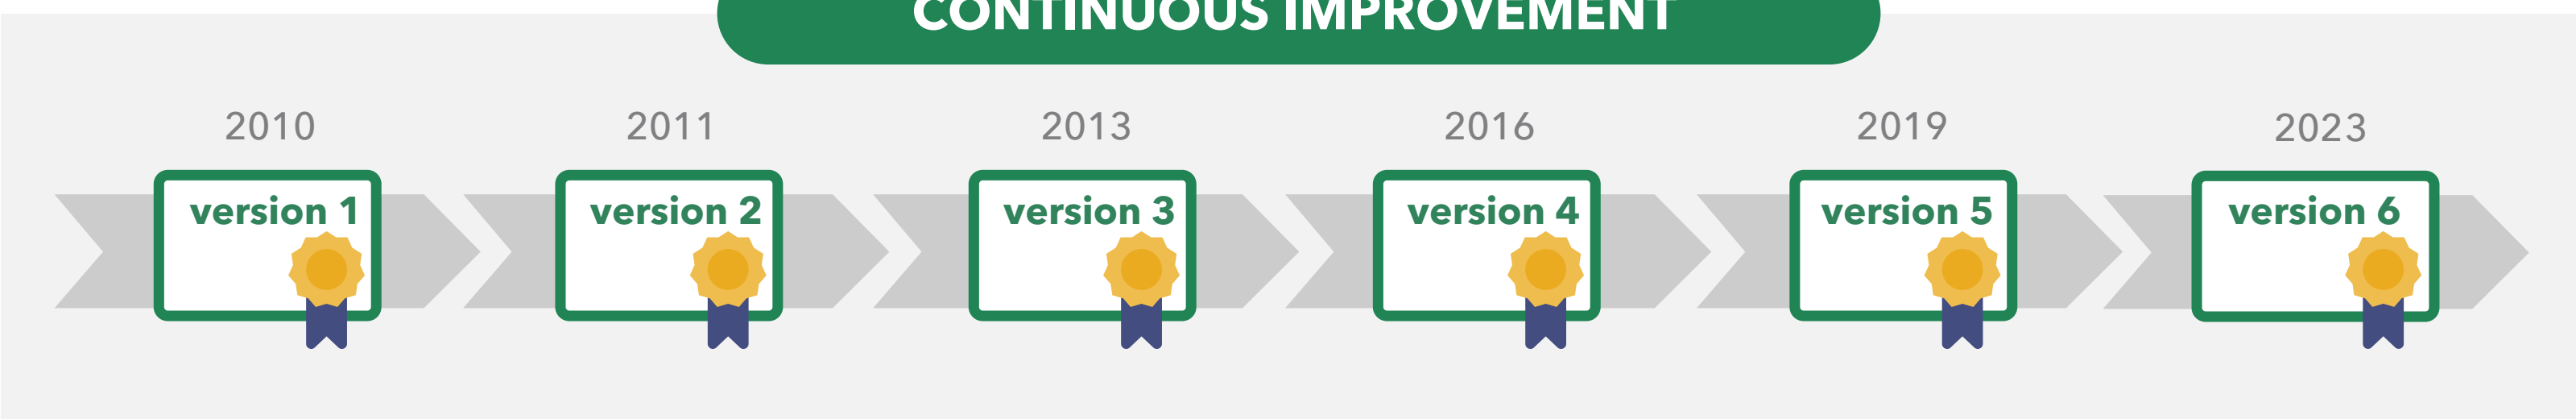 CONTINUOUS IMPROVEMENT
2010 2011 2013 2016 2019 2023
version 1 version 2 version 3 version 4 version 5 version 6